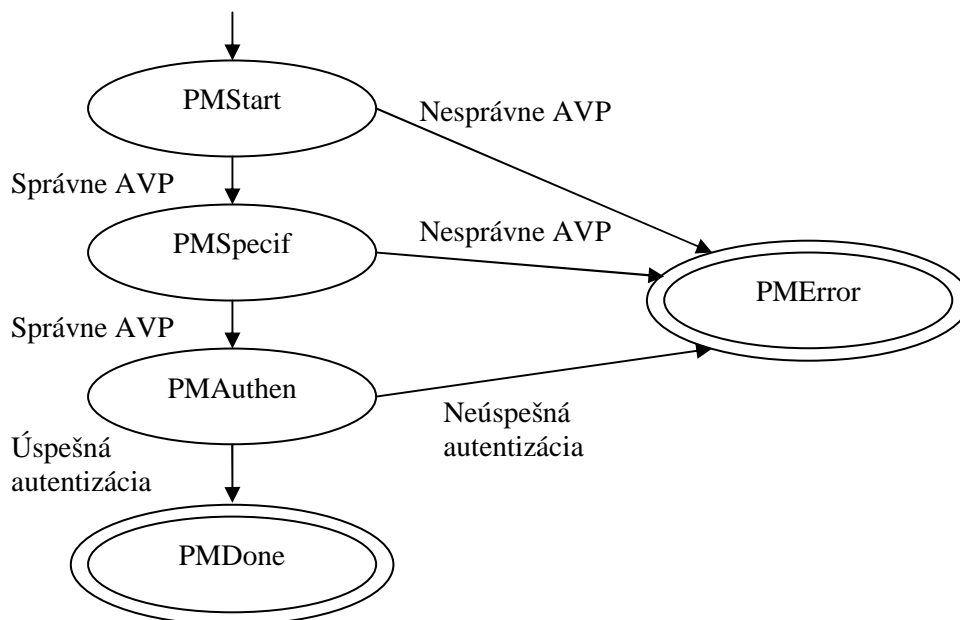 PMStart
Nesprávne AVP
Správne AVP
PMSpecif
Nesprávne AVP
PMError
Správne AVP
PMAuthen
Neúspešná
autentizácia
Úspešná
autentizácia
PMDone